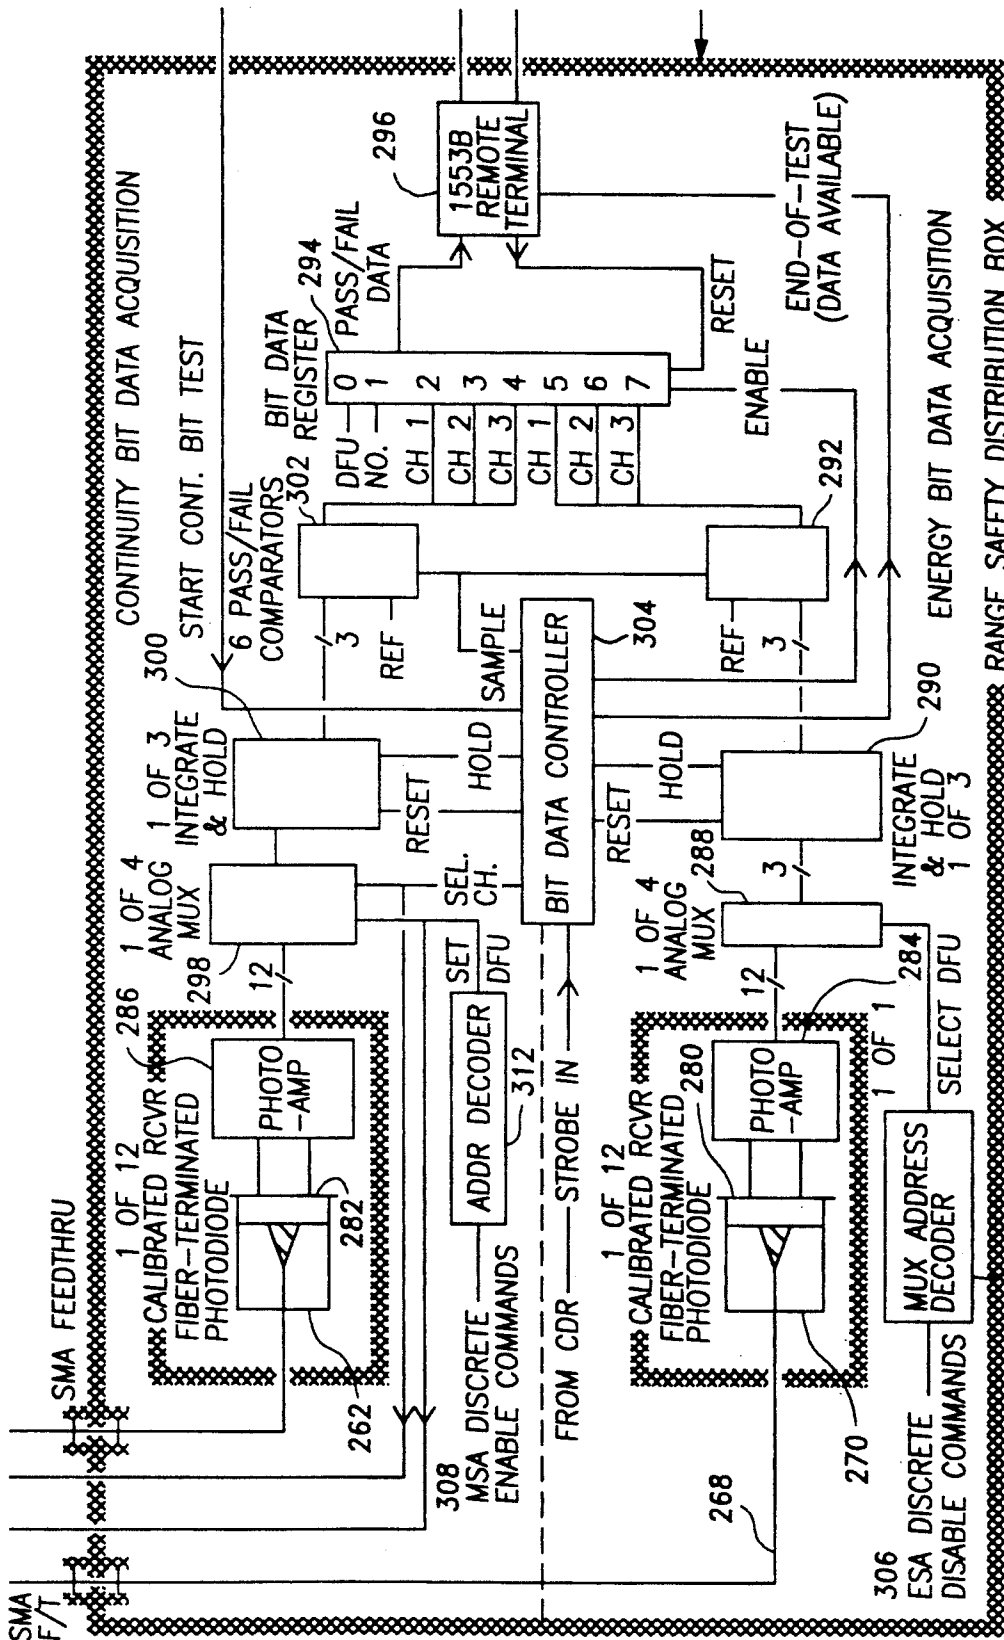 SMA
F/T
SMA FEEDTHRU
CONTINUITY BIT DATA ACQUISITION
START CONT. BIT TEST
1 OF 12
CALIBRATED RCVR
FIBER-TERMINATED
PHOTODIODE
286
PHOTO
-AMP
262
282
12
298
1 OF 4
ANALOG
MUX
1 OF 3
INTEGRATE
& HOLD
300
6 PASS/FAIL
COMPARATORS
302
3
REF
BIT DATA
REGISTER
294
DFU
NO.
CH 1
CH 2
CH 3
CH 1
CH 2
CH 3
0
1
2
3
4
5
6
7
PASS/FAIL
DATA
296
1553B
REMOTE
TERMINAL
RESET
ENABLE
END-OF-TEST
(DATA AVAILABLE)
308
MSA DISCRETE
ENABLE COMMANDS
ADDR DECODER
312
SET
DFU
SEL.
CH.
RESET
HOLD
SAMPLE
FROM CDR
STROBE IN
BIT DATA CONTROLLER
304
RESET
HOLD
268
1 OF 12
CALIBRATED RCVR
FIBER-TERMINATED
PHOTODIODE
280
PHOTO
-AMP
270
12
284
1 OF 4
ANALOG
MUX
288
3
INTEGRATE
& HOLD
1 OF 3
290
REF
3
292
1 OF 1
SELECT DFU
306
ESA DISCRETE
DISABLE COMMANDS
MUX ADDRESS
DECODER
ENERGY BIT DATA ACQUISITION
RANGE SAFETY DISTRIBUTION BOX